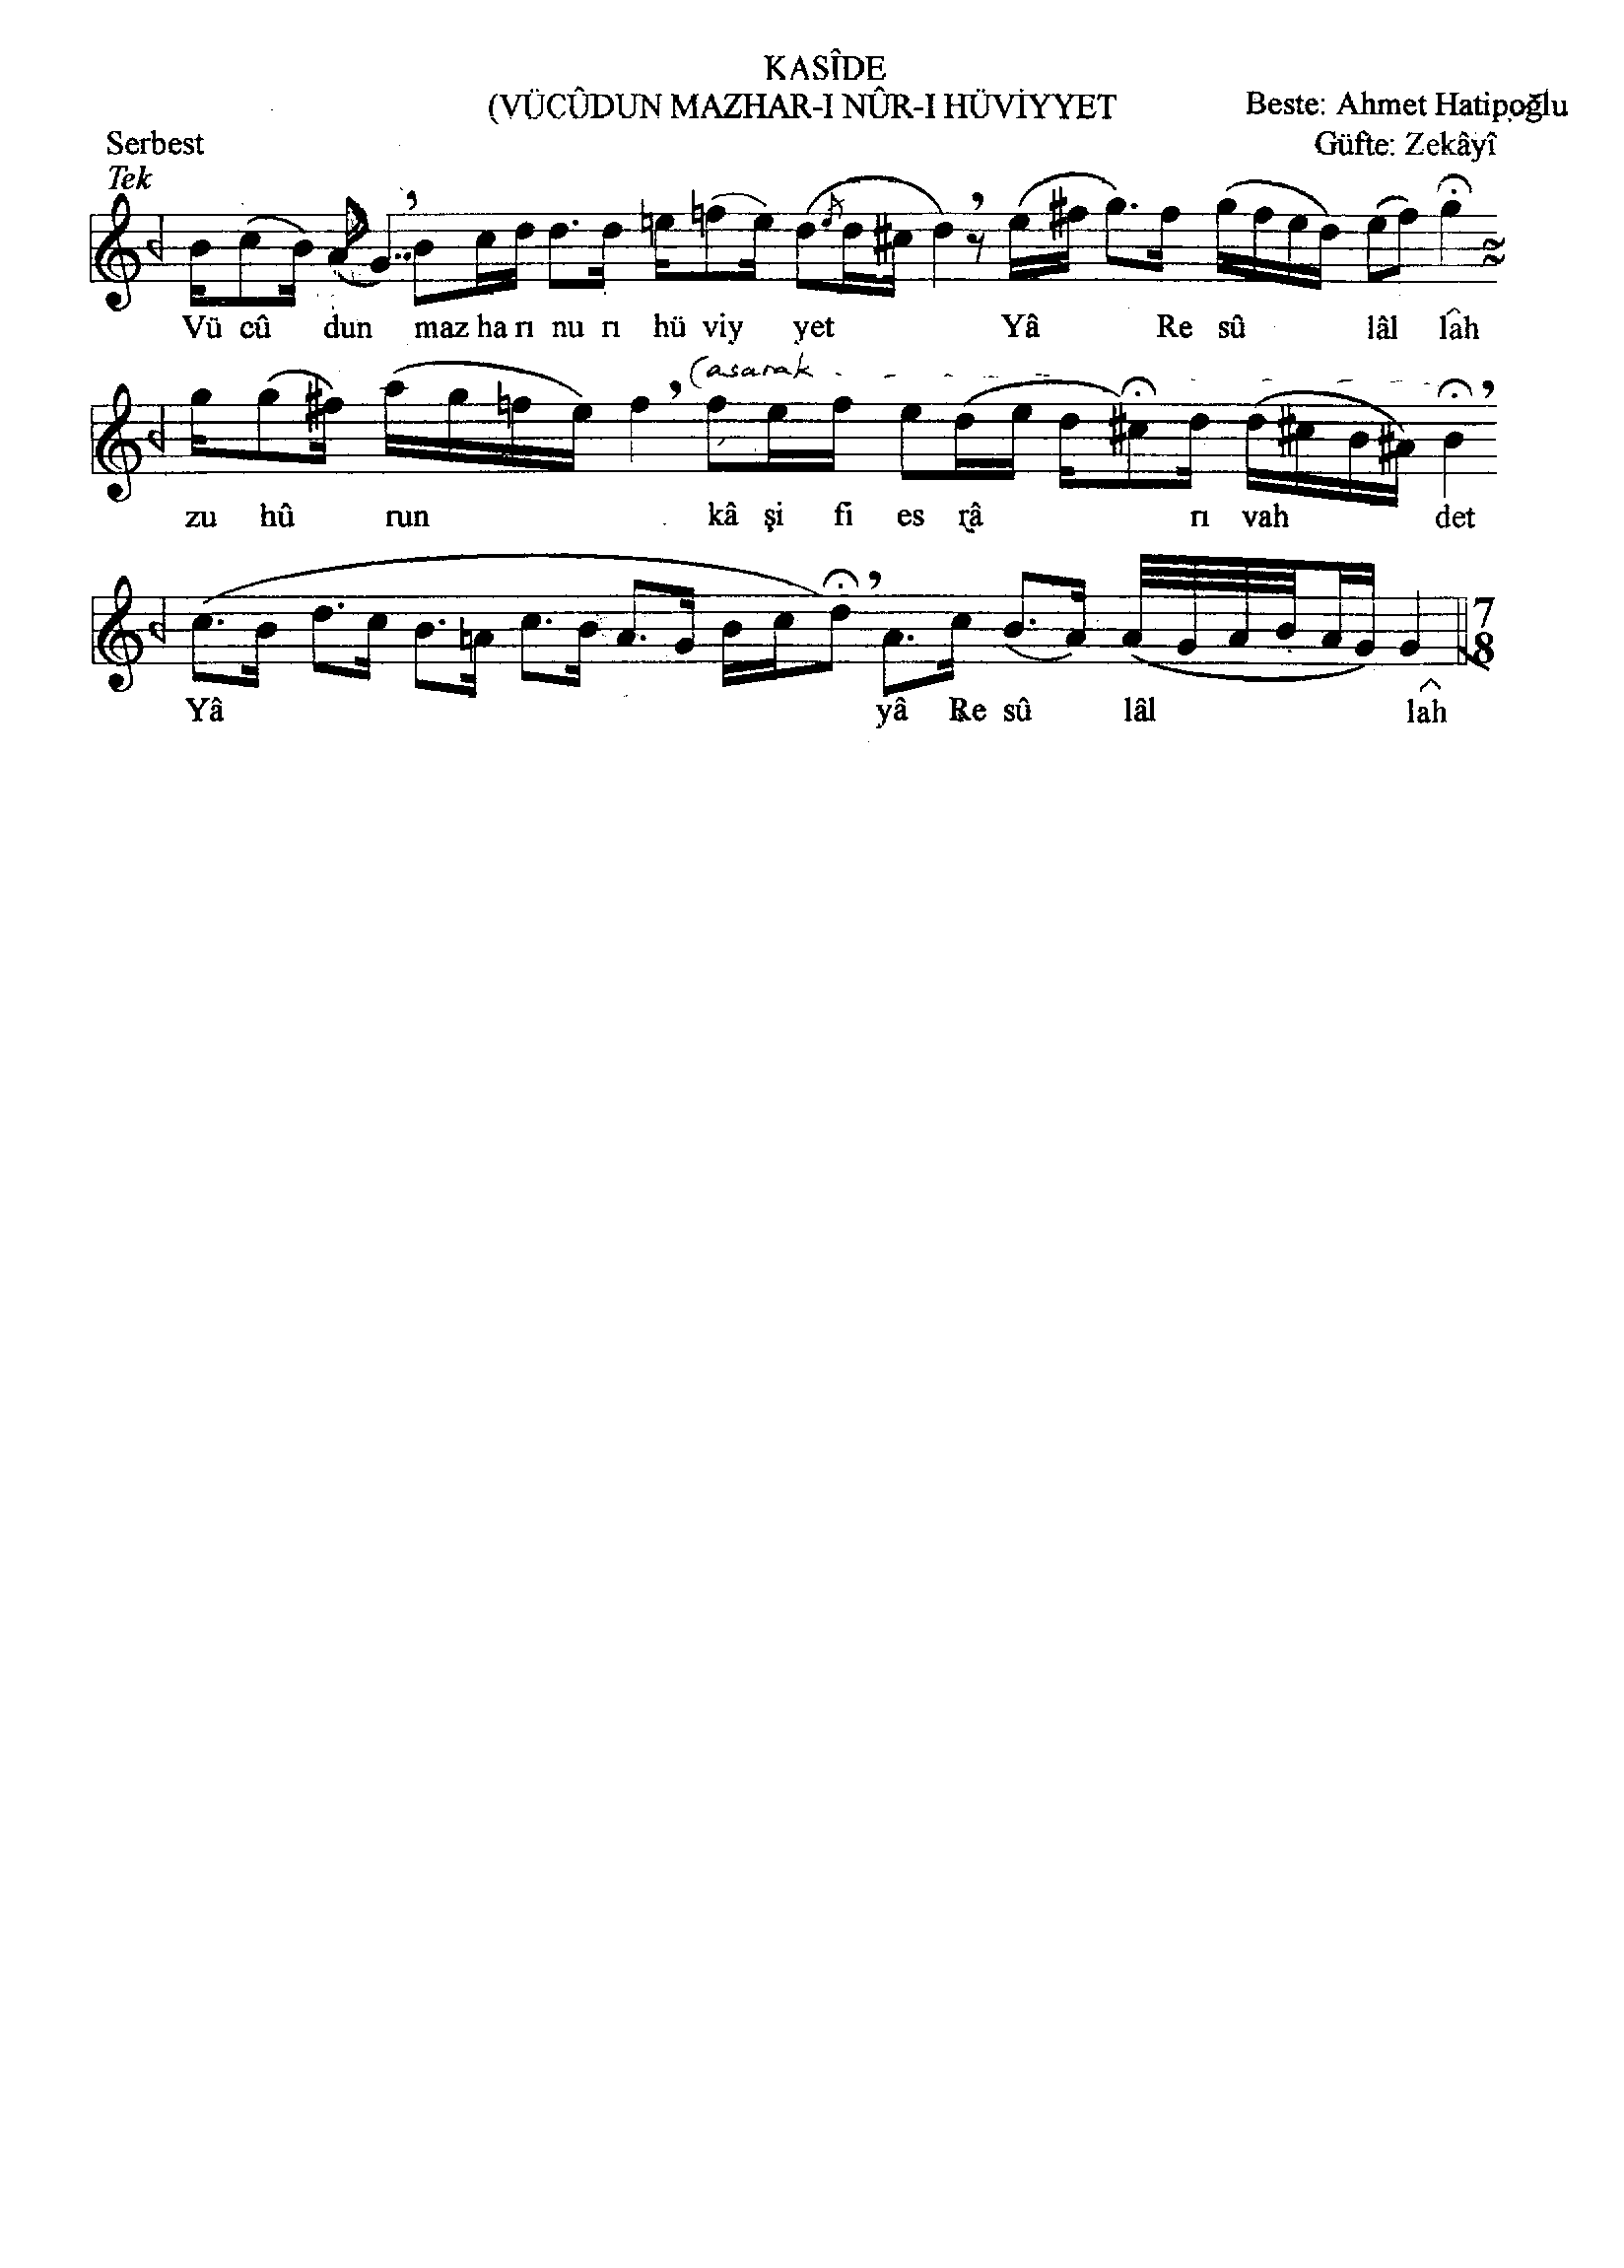 KASÎDE
(VÜCÛDUN MAZHAR-I NÛR-I HÜVİYYET
Beste: Ahmet Hatipoğlu
Serbest
Güfte: Zekâyî
Tek
Vü cû dun maz ha rı nu rı hü viy yet Yâ Re sû lâl lâh
(asarak
zu hû run kâ şi fi es râ rı vah det
Yâ yâ Re sû lâl lah
7
8